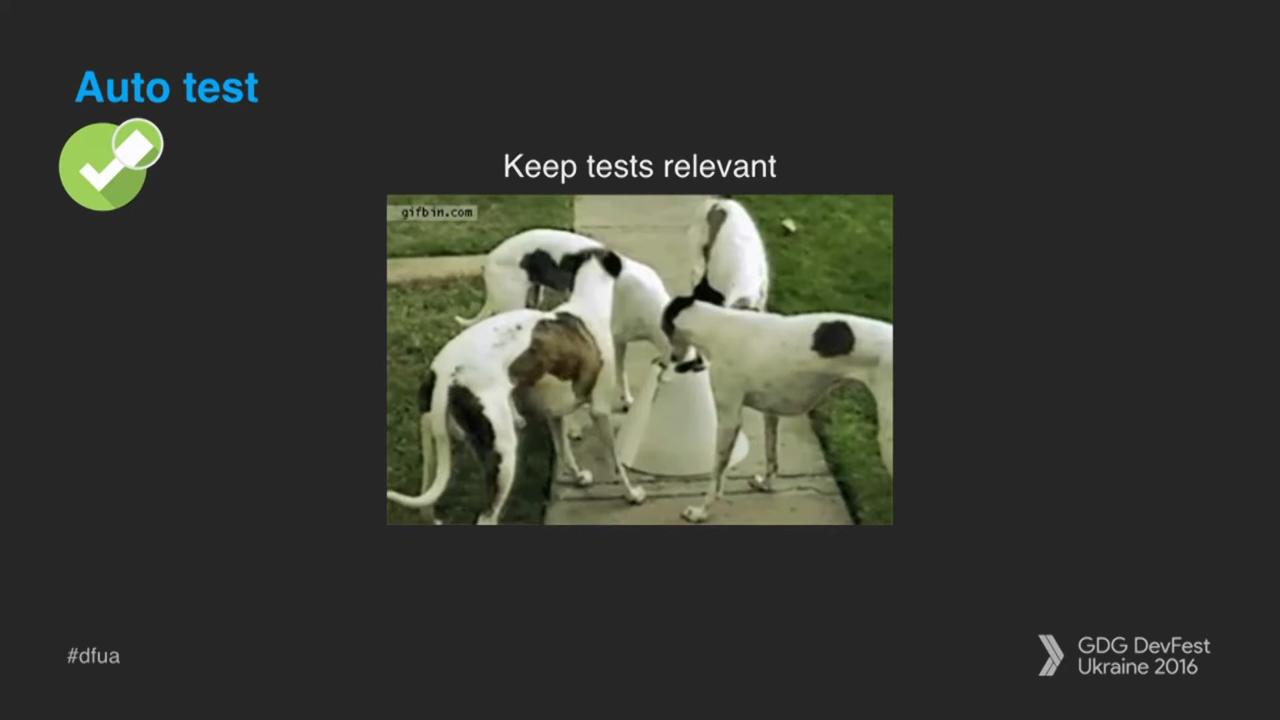 Auto test
Keep tests relevant
gifbin.com
#dfua
GDG DevFest
Ukraine 2016